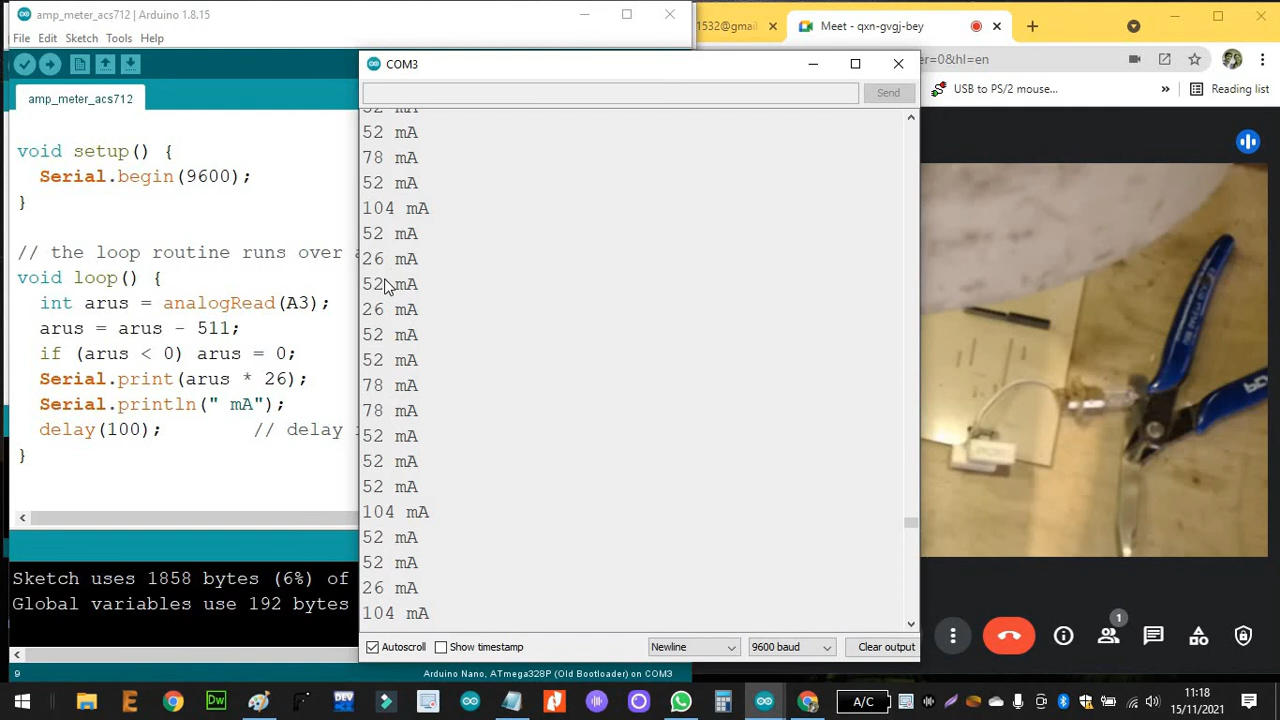 amp_meter_acs712 | Arduino 1.8.15
File Edit Sketch Tools Help
amp_meter_acs712
void setup() {
Serial.begin(9600);
}
// the loop routine runs over
void loop() {
int arus = analogRead(A3);
arus = arus - 511;
if (arus < 0) arus = 0;
Serial.print(arus * 26);
Serial.println(" mA");
delay(100); // delay
}
Sketch uses 1858 bytes (6%) of
Global variables use 192 bytes
9
Arduino Nano, ATmega328P (Old Bootloader) on COM3
COM3
Send
52 mA
52 mA
78 mA
52 mA
104 mA
52 mA
26 mA
52 mA
26 mA
52 mA
52 mA
78 mA
78 mA
52 mA
52 mA
52 mA
104 mA
52 mA
52 mA
26 mA
104 mA
Autoscroll
Show timestamp
Newline
9600 baud
Clear output
1532@gmail
Meet - qxn-gvgj-bey
er=0&hl=en
USB to PS/2 mouse...
»
Reading list
1
Dw
DEV
A/C
11:18
15/11/2021